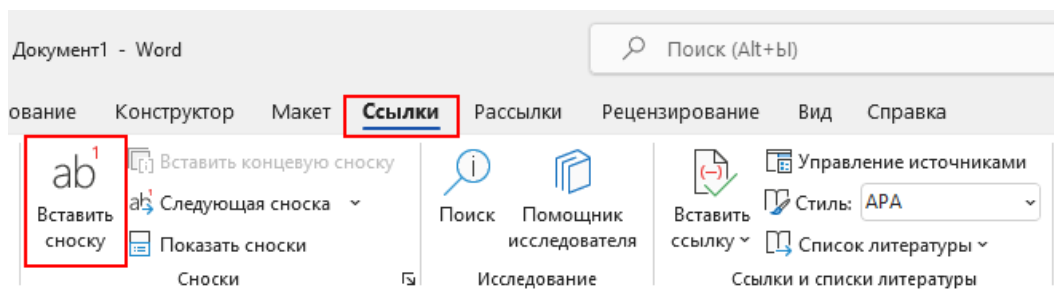 Документ1 - Word
Поиск (Alt+Ы)
ование Конструктор Макет Ссылки Рассылки Рецензирование Вид Справка
ab1
Вставить сноску
[i] Вставить концевую сноску
ab Следующая сноска
Показать сноски
Сноски
Поиск
Помощник исследователя
Исследование
(-)
Вставить ссылку
Управление источниками
Стиль: APA
Список литературы
Ссылки и списки литературы